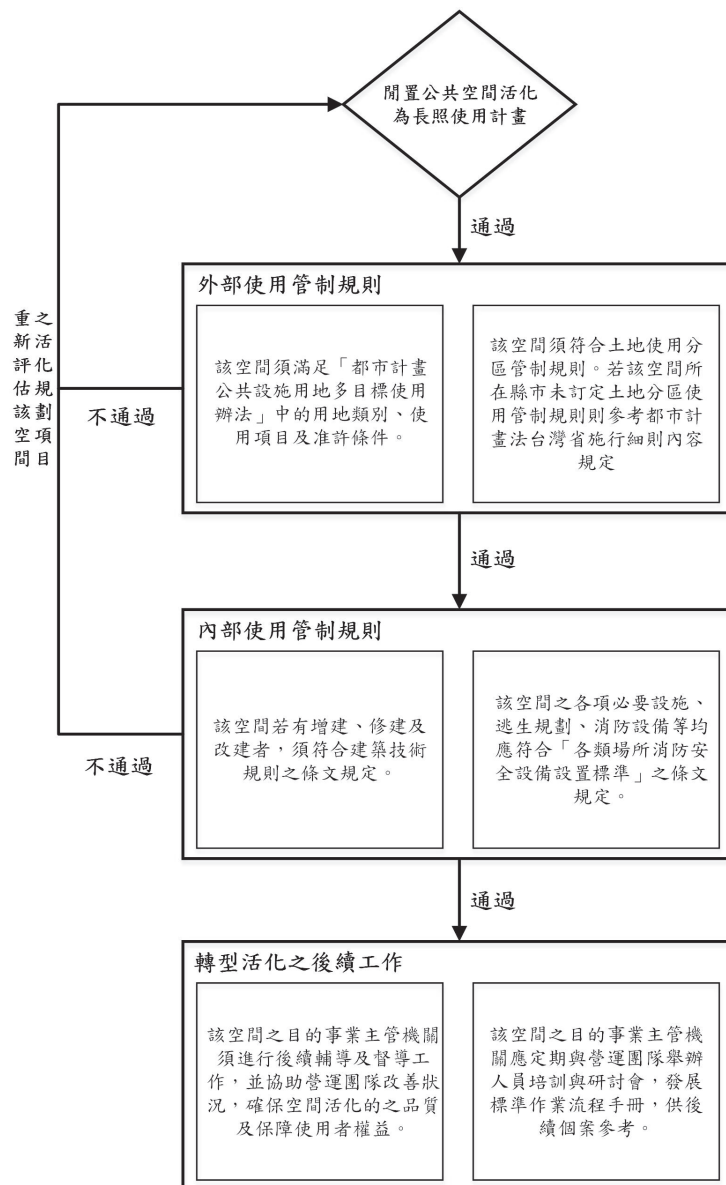 閒置公共空間活化
為長照使用計畫
通過
外部使用管制規則
該空間須滿足「都市計畫
公共設施用地多目標使用
辦法」中的用地類別、使
用項目及准許條件。
該空間須符合土地使用分
區管制規則。若該空間所
在縣市未訂定土地分區使
用管制規則則參考都市計
畫法台灣省施行細則內容
規定
重新評估該空間
之活化規劃項目
不通過
通過
內部使用管制規則
該空間若有增建、修建及
改建者，須符合建築技術
規則之條文規定。
該空間之各項必要設施、
逃生規劃、消防設備等均
應符合「各類場所消防安
全設備設置標準」之條文
規定。
不通過
通過
轉型活化之後續工作
該空間之目的事業主管機關
須進行後續輔導及督導工
作，並協助營運團隊改善狀
況，確保空間活化的之品質
及保障使用者權益。
該空間之目的事業主管機
關應定期與營運團隊舉辦
人員培訓與研討會，發展
標準作業流程手冊，供後
續個案參考。